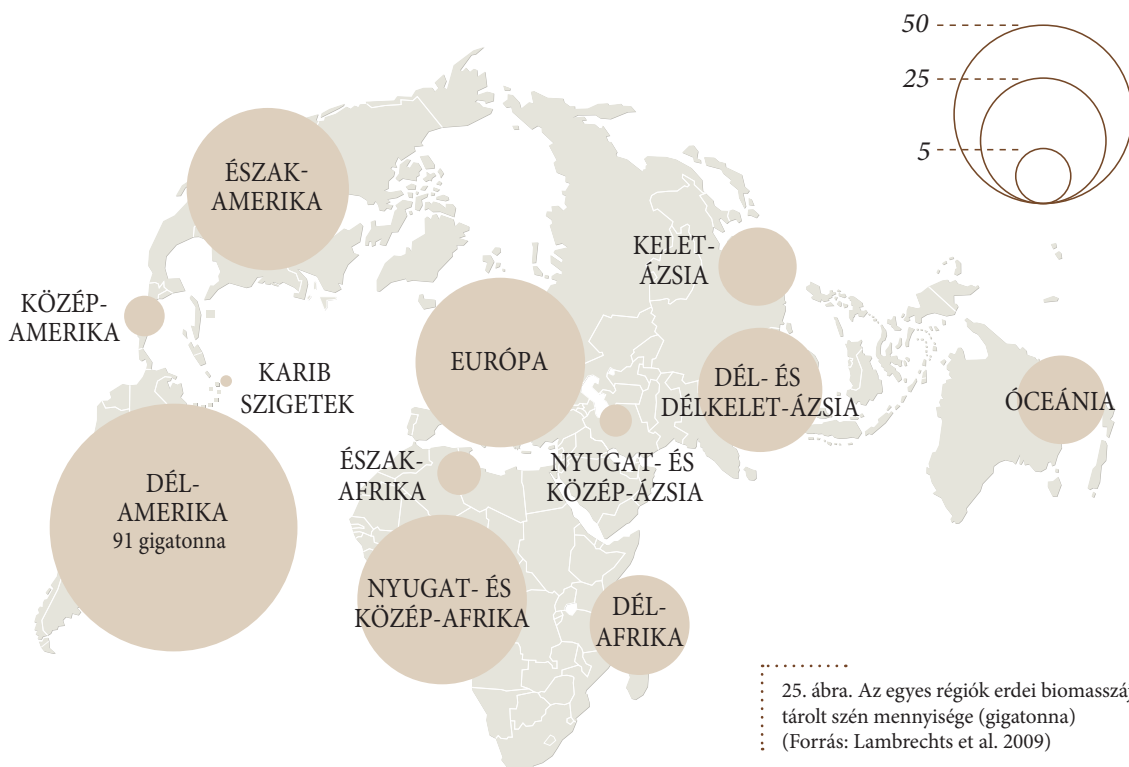 50
25
5
ÉSZAK-
AMERIKA
KELET-
ÁZSIA
KÖZÉP-
AMERIKA
EURÓPA
KARIB
SZIGETEK
DÉL- ÉS
DÉLKELET-ÁZSIA
ÓCEÁNIA
ÉSZAK-
AFRIKA
NYUGAT- ÉS
KÖZÉP-ÁZSIA
DÉL-
AMERIKA
91 gigatonna
NYUGAT- ÉS
KÖZÉP-AFRIKA
DÉL-
AFRIKA
25. ábra. Az egyes régiók erdei
tárolt szén mennyisége (gigatonna)
(Forrás: Lambrechts et al. 2009)